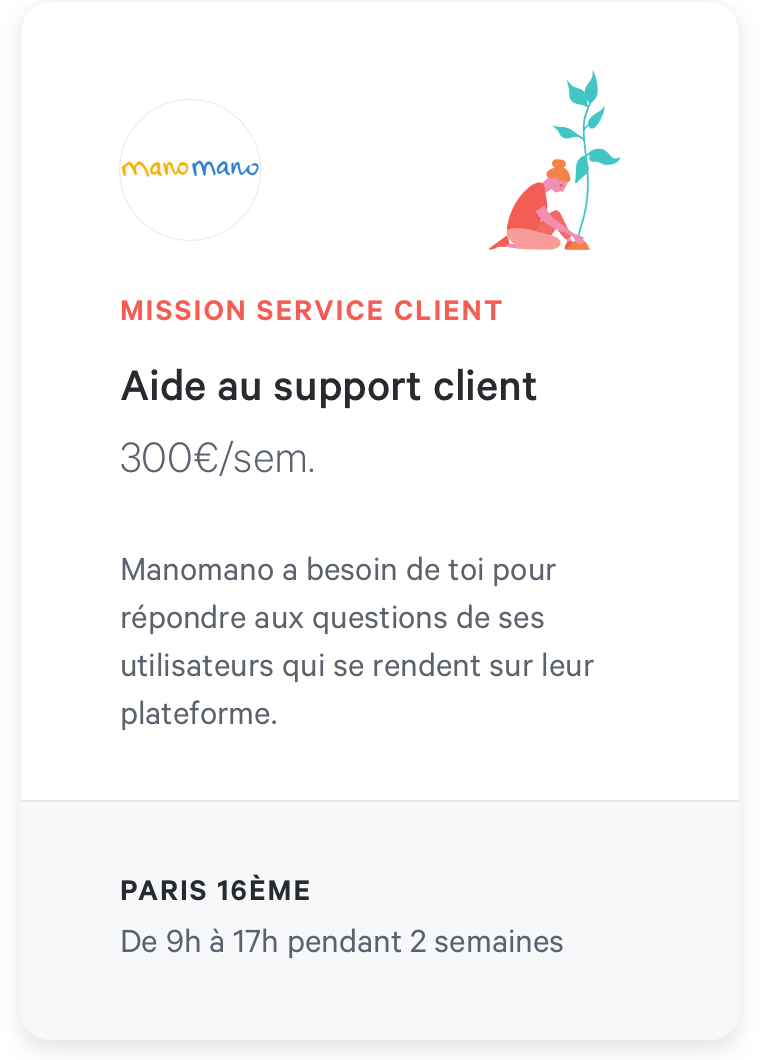 manomano
MISSION SERVICE CLIENT
Aide au support client
300€/sem.
Manomano a besoin de toi pour
répondre aux questions de ses
utilisateurs qui se rendent sur leur
plateforme.
PARIS 16ÈME
De 9h à 17h pendant 2 semaines